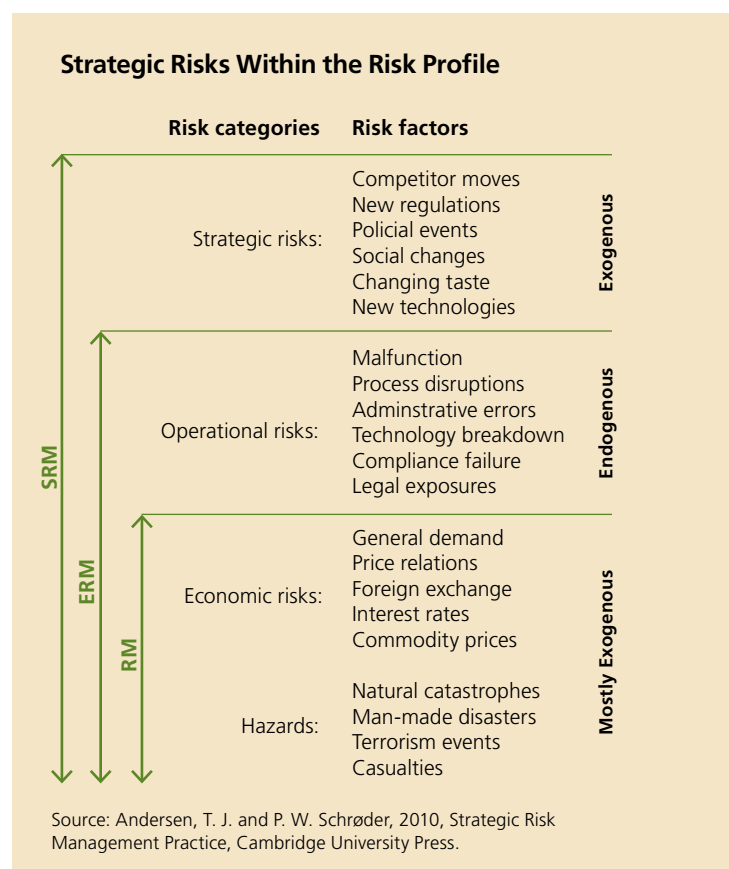 Strategic Risks Within the Risk Profile
Risk categories Risk factors
Strategic risks:
Competitor moves
New regulations
Policial events
Social changes
Changing taste
New technologies
Exogenous
Operational risks:
Malfunction
Process disruptions
Adminstrative errors
Technology breakdown
Compliance failure
Legal exposures
Endogenous
Economic risks:
General demand
Price relations
Foreign exchange
Interest rates
Commodity prices
Hazards:
Natural catastrophes
Man-made disasters
Terrorism events
Casualties
Mostly Exogenous
SRM
ERM
RM
Source: Andersen, T. J. and P. W. Schrøder, 2010, Strategic Risk
Management Practice, Cambridge University Press.